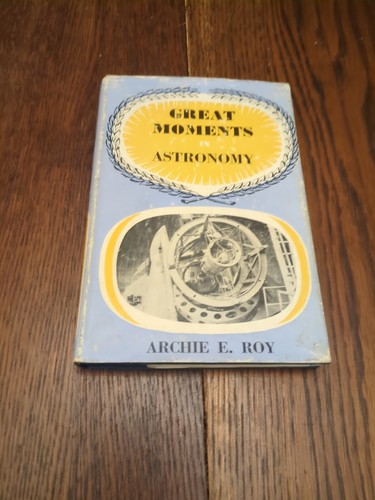 GREAT
MOMENTS
IN
ASTRONOMY
ARCHIE E. ROY